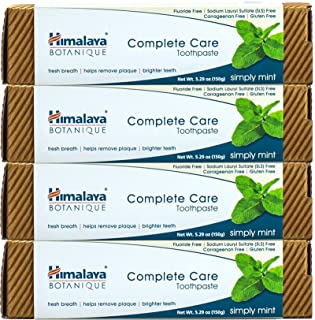 Fluoride Free | Sodium Lauryl Sulfate (SLS) Free
Carrageenan Free | Gluten Free
Himalaya
BOTANIQUE
Complete Care
Toothpaste
fresh breath | helps remove plaque | brighter teeth
Net Wt. 5.29 oz (150g)
simply mint
Fluoride Free | Sodium Lauryl Sulfate (SLS) Free
Carrageenan Free | Gluten Free
Himalaya
BOTANIQUE
Complete Care
Toothpaste
fresh breath | helps remove plaque | brighter teeth
Net Wt. 5.29 oz (150g)
simply mint
Fluoride Free | Sodium Lauryl Sulfate (SLS) Free
Carrageenan Free | Gluten Free
Himalaya
BOTANIQUE
Complete Care
Toothpaste
fresh breath | helps remove plaque | brighter teeth
Net Wt. 5.29 oz (150g)
simply mint
Fluoride Free | Sodium Lauryl Sulfate (SLS) Free
Carrageenan Free | Gluten Free
Himalaya
BOTANIQUE
Complete Care
Toothpaste
fresh breath | helps remove plaque | brighter teeth
Net Wt. 5.29 oz (150g)
simply mint